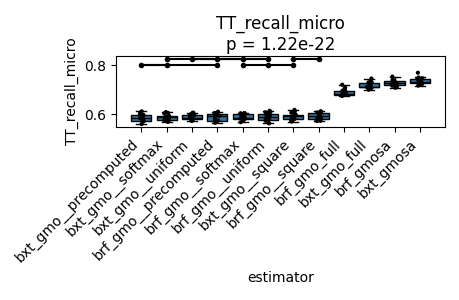 TT_recall_micro
p = 1.22e-22
TT_recall_micro
0.8
0.6
bxt_gmo__precomputed
bxt_gmo__softmax
bxt_gmo__uniform
brf_gmo__precomputed
brf_gmo__softmax
brf_gmo__uniform
bxt_gmo__square
brf_gmo__square
brf_gmo_full
bxt_gmo_full
brf_gmosa
bxt_gmosa
estimator